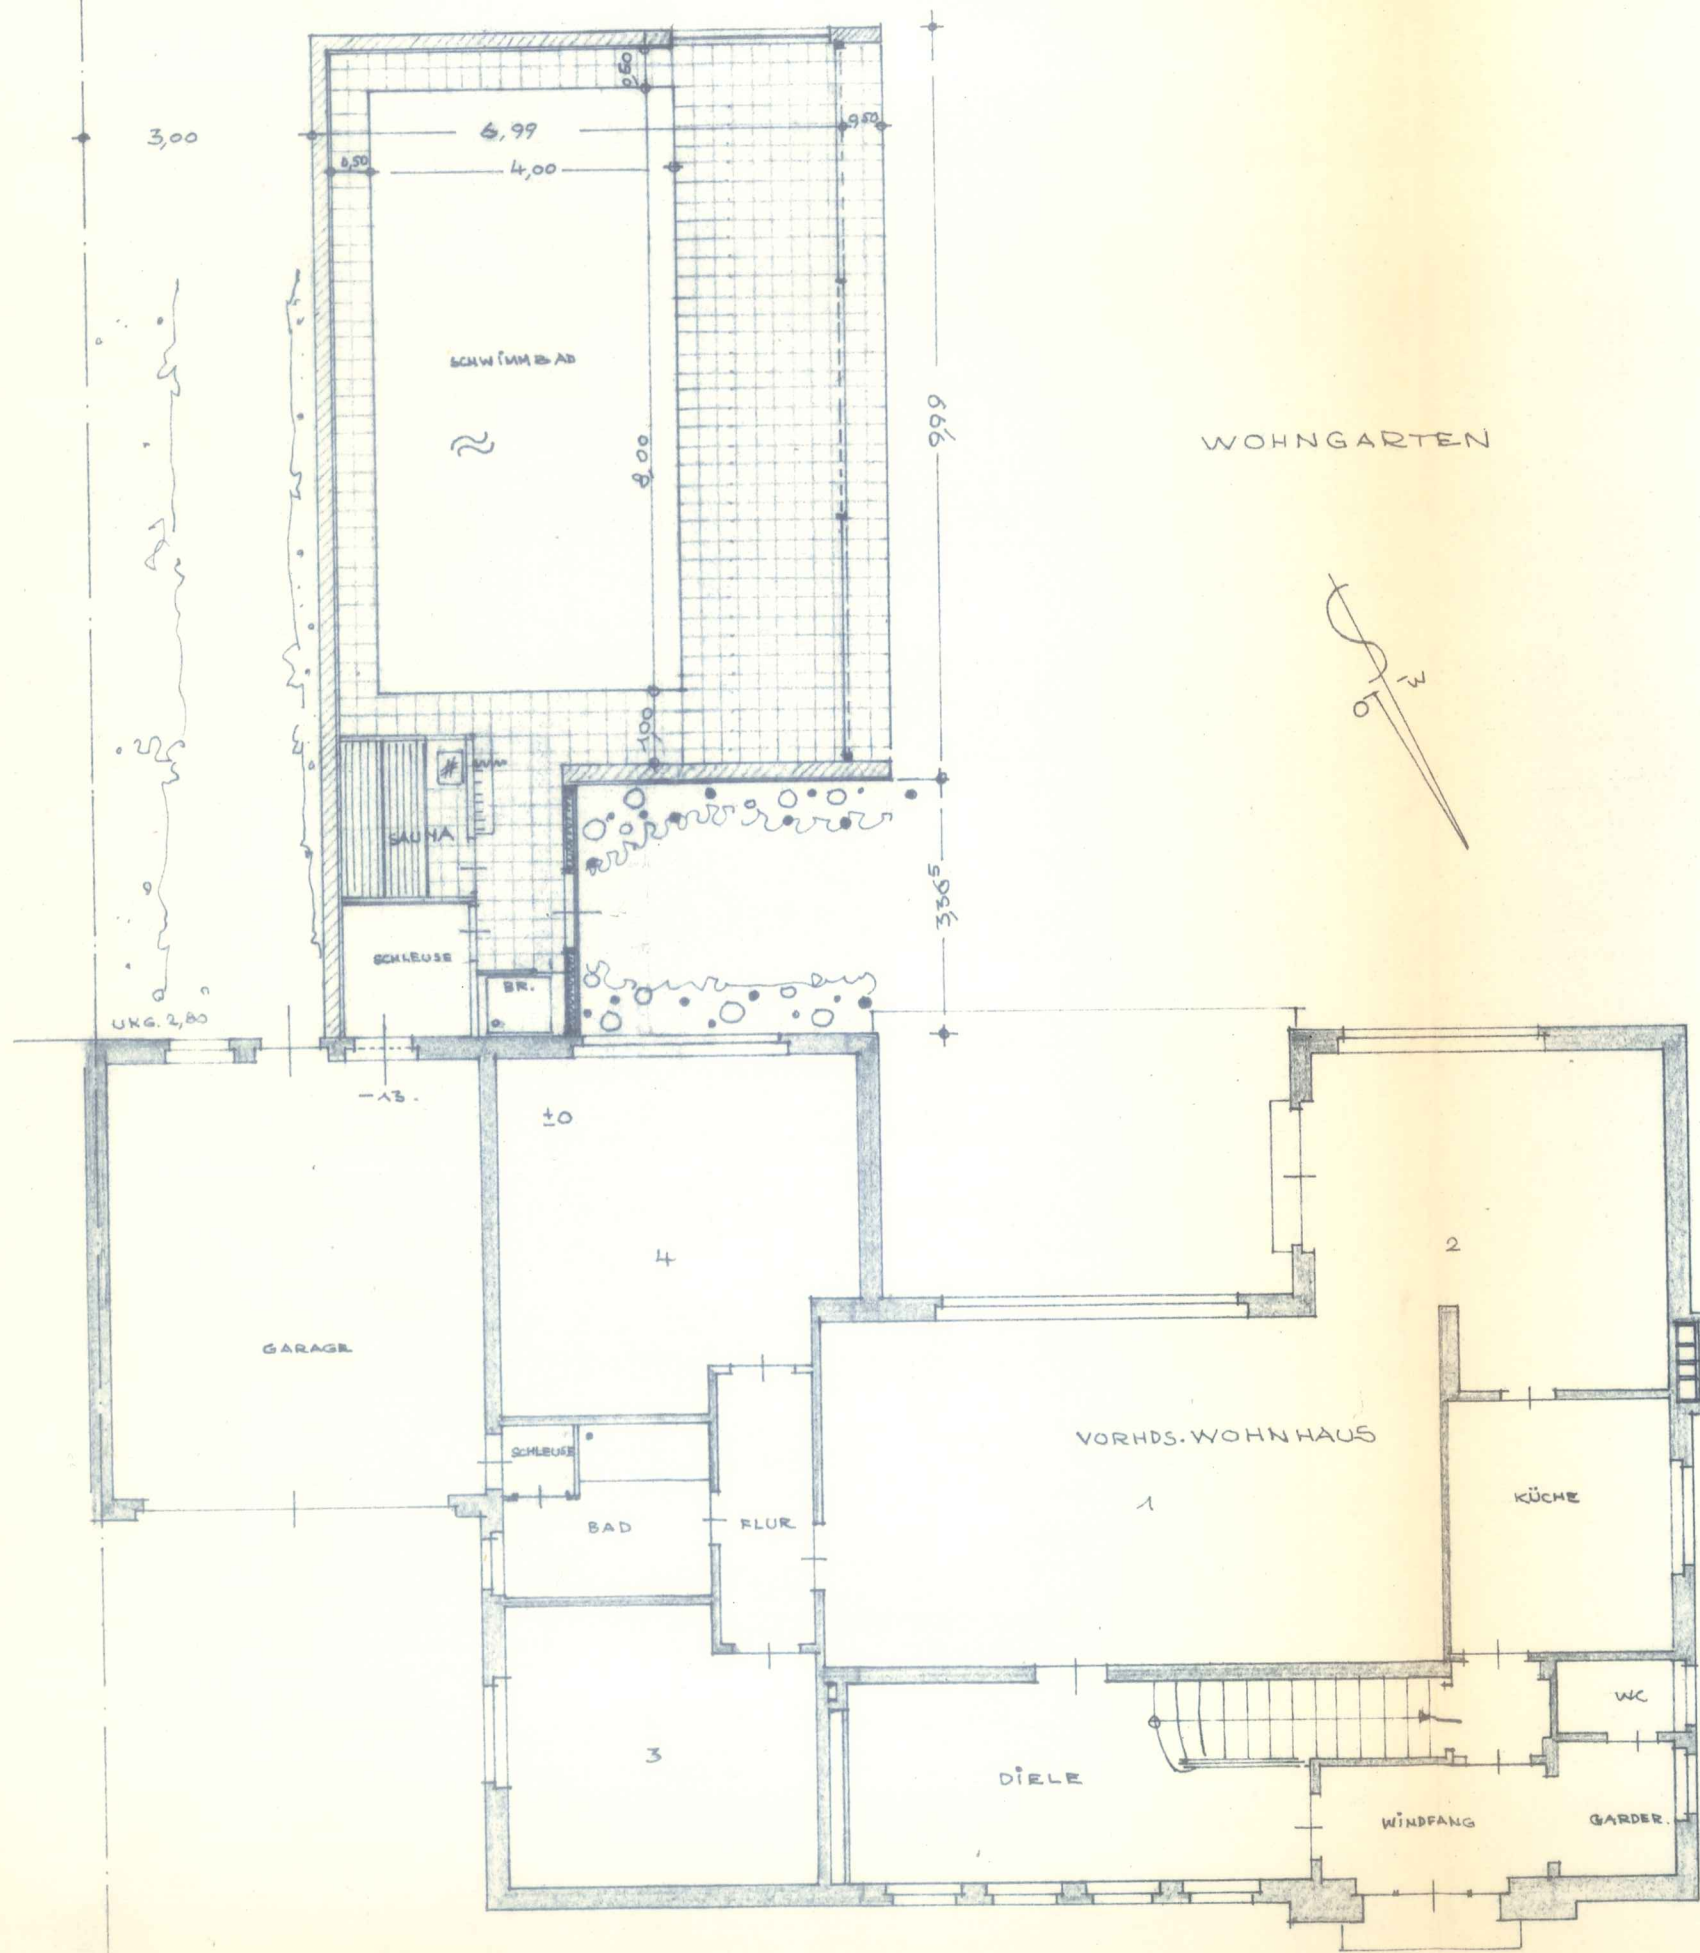 0,50
3,00
6,99
0,50
0,50
4,00
SCHWIMMBAD
8,00
9,99
WOHNGARTEN
W.
O
1,00
SAUNA
3,36⁵
SCHLEUSE
BR.
UKG. 2,80
-13.
±0
4
2
GARAGE
VORHDS. WOHNHAUS
SCHLEUSE
1
KÜCHE
BAD
FLUR
WC
3
DIELE
WINDFANG
GARDER.